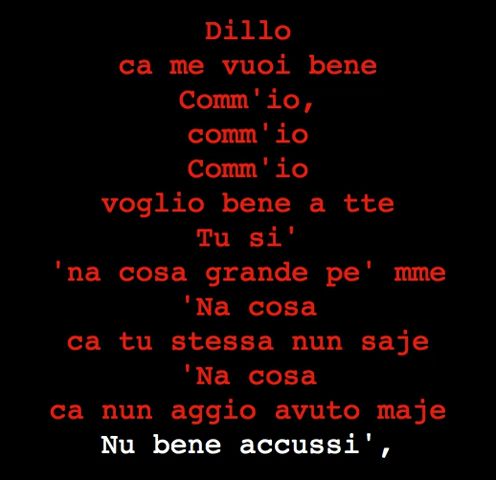 Dillo
ca me vuoi bene
Comm'io,
comm'io
Comm'io
voglio bene a tte
Tu si'
'na cosa grande pe' mme
'Na cosa
ca tu stessa nun saje
'Na cosa
ca nun aggio avuto maje
Nu bene accussi',